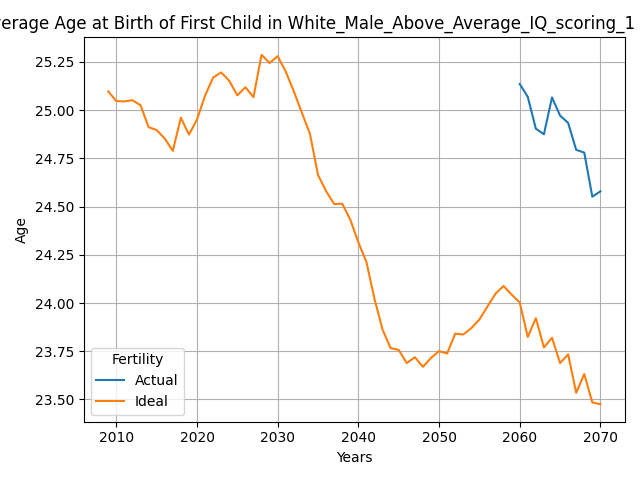 Average Age at Birth of First Child in White_Male_Above_Average_IQ_scoring_1
25.25
25.00
24.75
24.50
24.25
24.00
23.75
23.50
Age
Fertility
Actual
Ideal
2010 2020 2030 2040 2050 2060 2070
Years